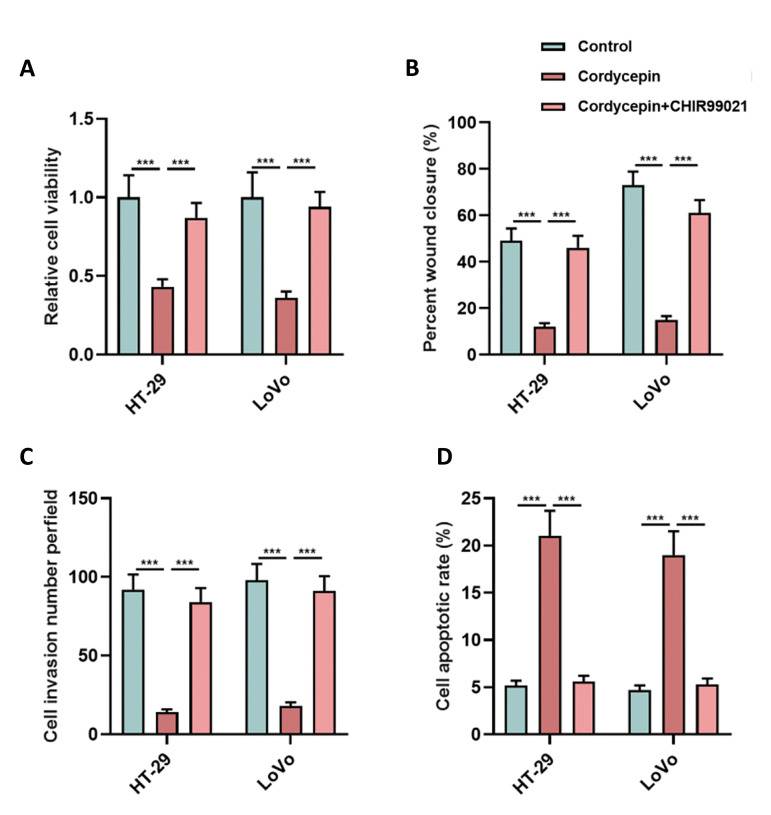 A
B
Control
Cordycepin
Cordycepin+CHIR99021
Relative cell viability
1.5
1.0
0.5
0.0
*** ***
*** ***
HT-29
LoVo
Percent wound closure (%)
100
80
60
40
20
0
*** ***
*** ***
HT-29
LoVo
C
D
Cell invasion number perfield
150
100
50
0
*** ***
*** ***
HT-29
LoVo
Cell apoptotic rate (%)
25
20
15
10
5
0
*** ***
*** ***
HT-29
LoVo